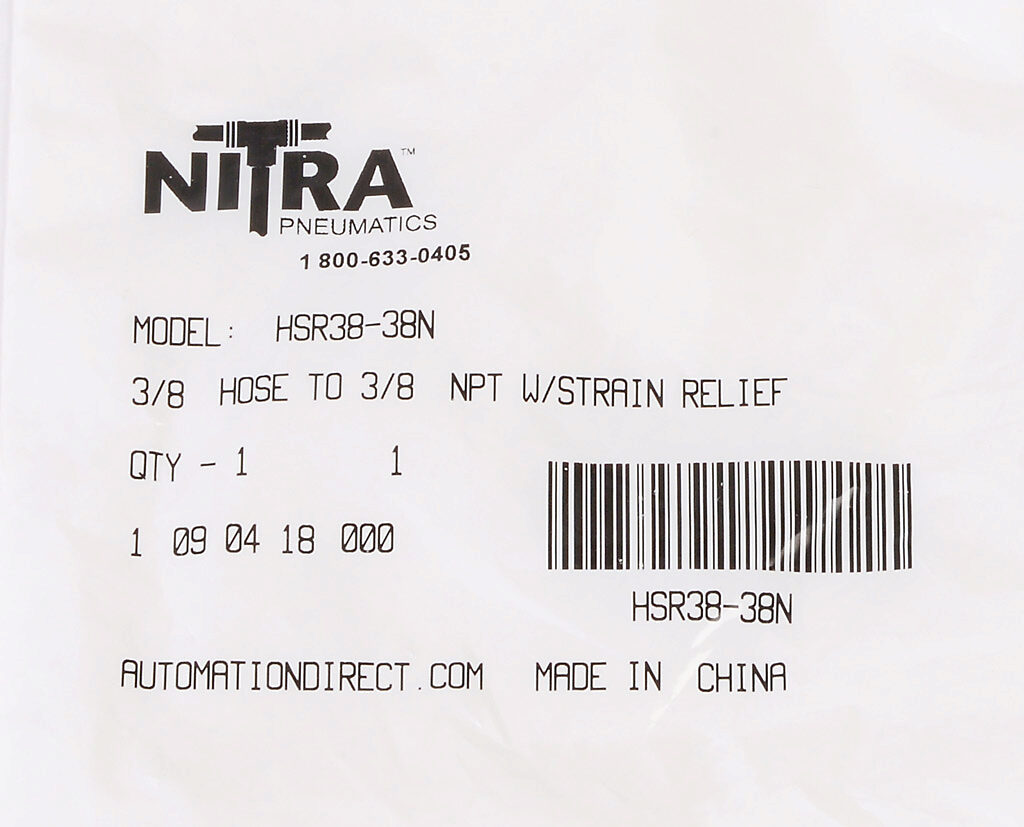 NITRA™
PNEUMATICS
1 800-633-0405
MODEL: HSR38-38N
3/8 HOSE TO 3/8 NPT W/STRAIN RELIEF
QTY - 1 1
1 09 04 18 000
HSR38-38N
AUTOMATIONDIRECT.COM MADE IN CHINA